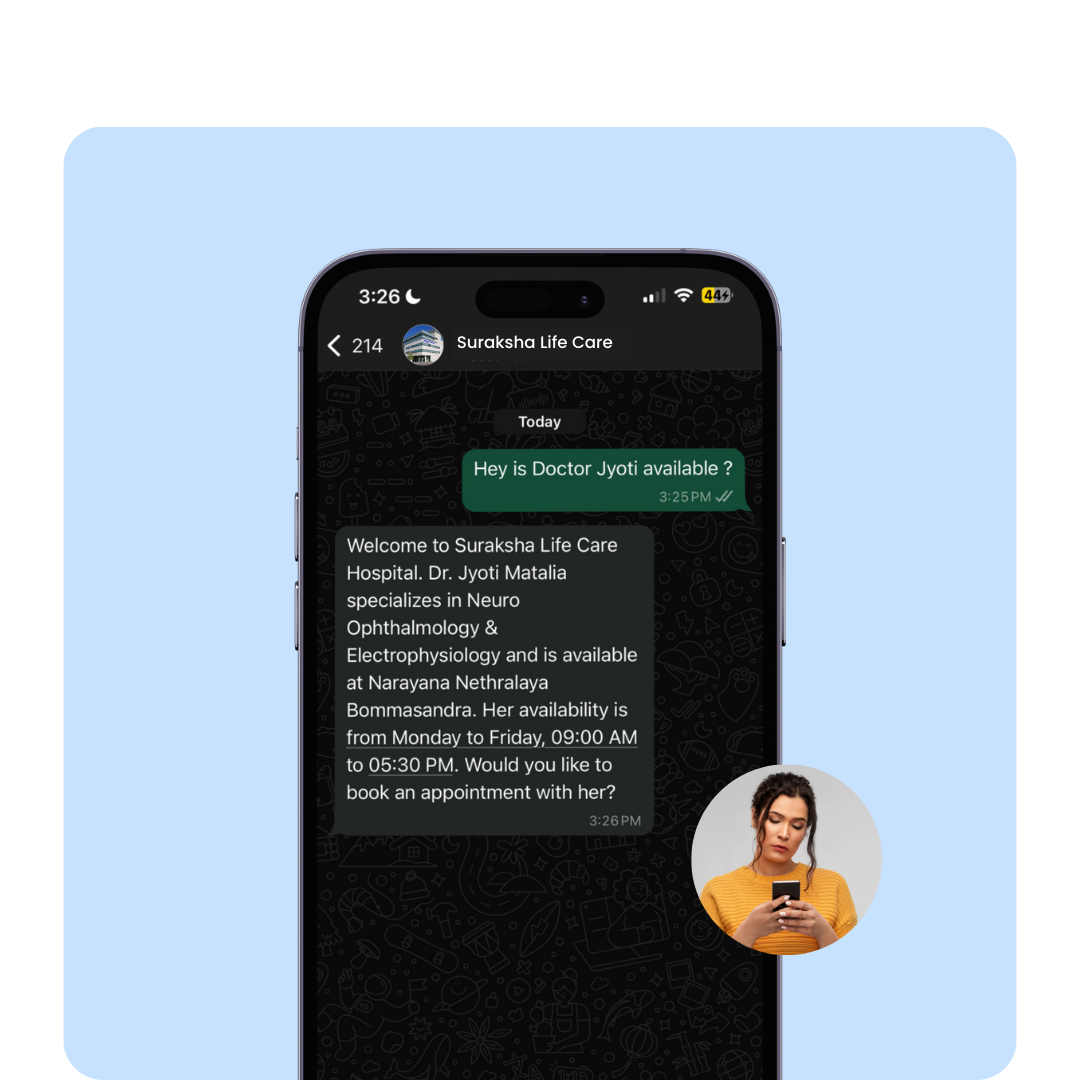 3:26
44
214
Suraksha Life Care
Today
Hey is Doctor Jyoti available ?
3:25 PM
Welcome to Suraksha Life Care
Hospital. Dr. Jyoti Matalia
specializes in Neuro
Ophthalmology &
Electrophysiology and is available
at Narayana Nethralaya
Bommasandra. Her availability is
from Monday to Friday, 09:00 AM
to 05:30 PM. Would you like to
book an appointment with her?
3:26 PM